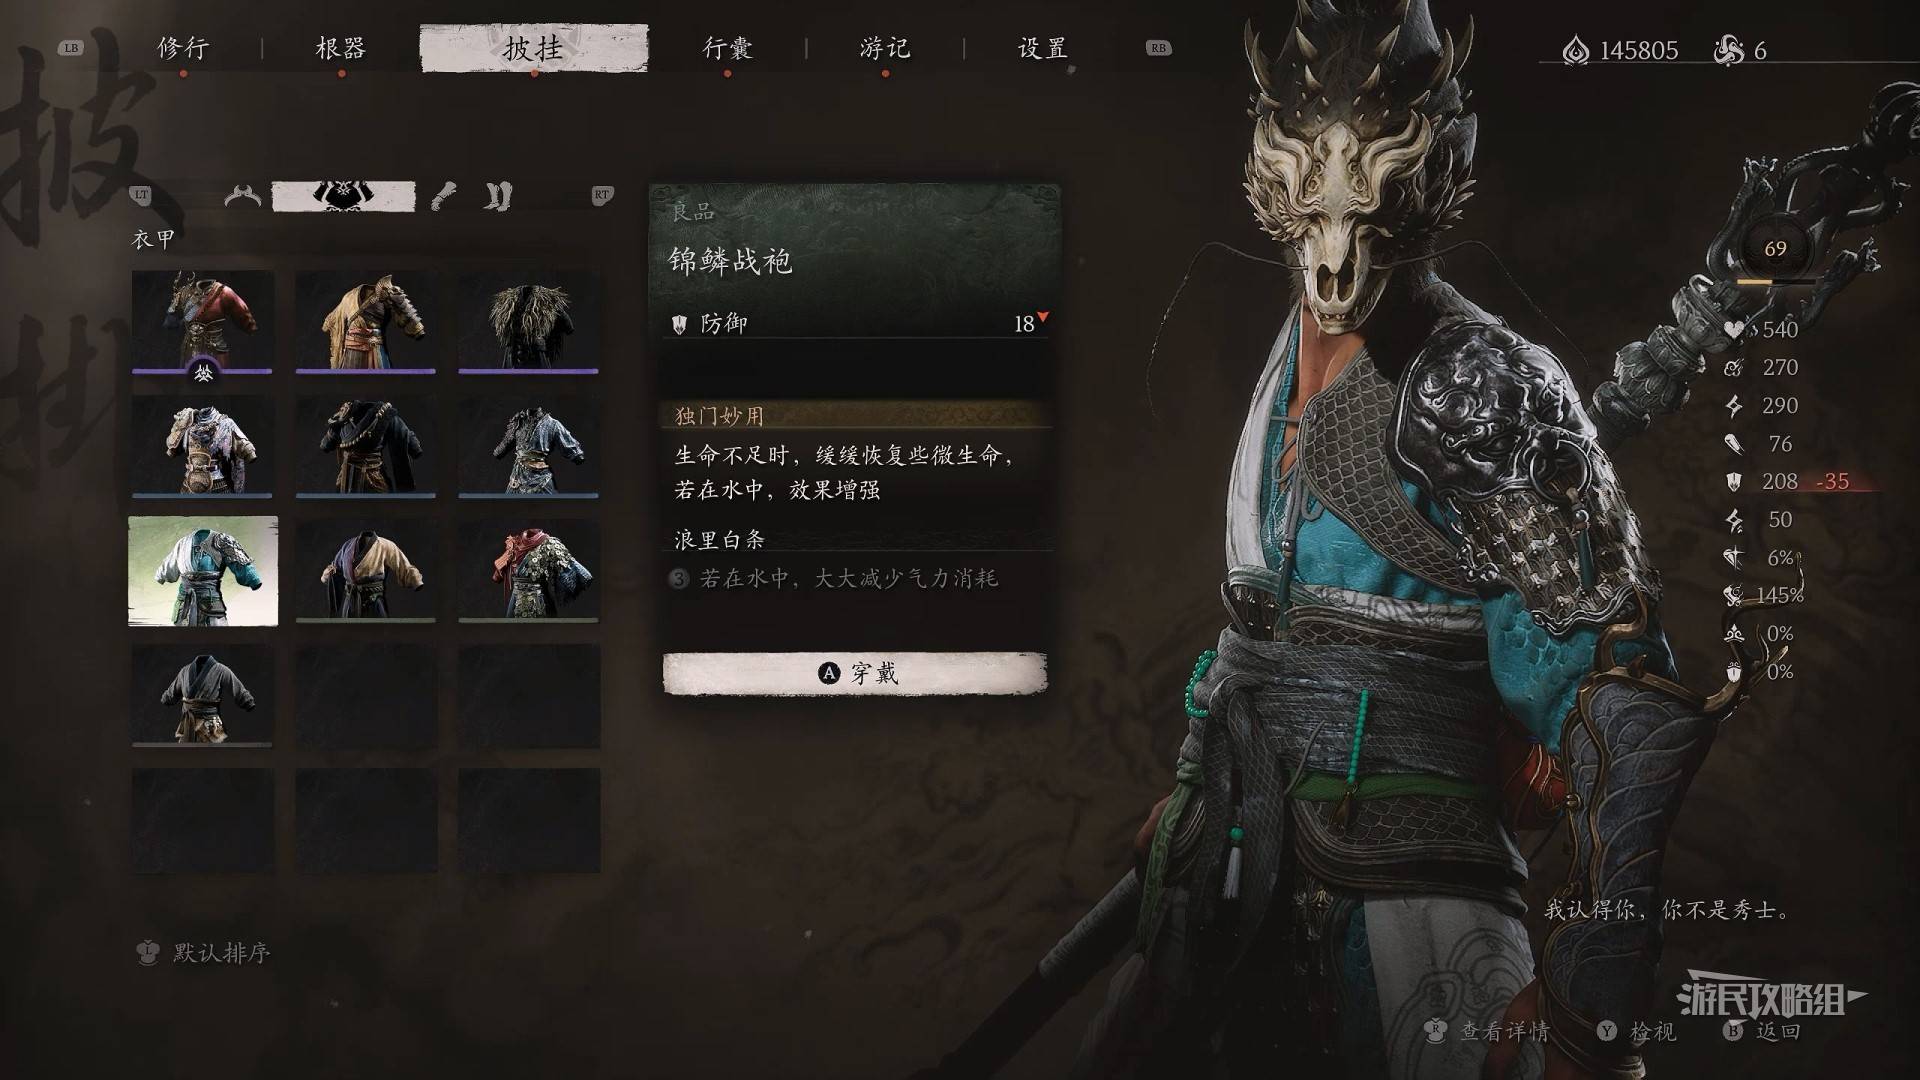 LB
修行
根器
披挂
行囊
游记
设置
RB
145805
6
披挂
LT
RT
衣甲
良品
锦鳞战袍
防御
18
独门妙用
生命不足时，缓缓恢复些微生命，
若在水中，效果增强
浪里白条
3 若在水中，大大减少气力消耗
A 穿戴
69
540
270
290
76
208 -35
50
6%
145%
0%
0%
我认得你，你不是秀士。
L 默认排序
游民攻略组
R 查看详情
Y 检视
B 返回